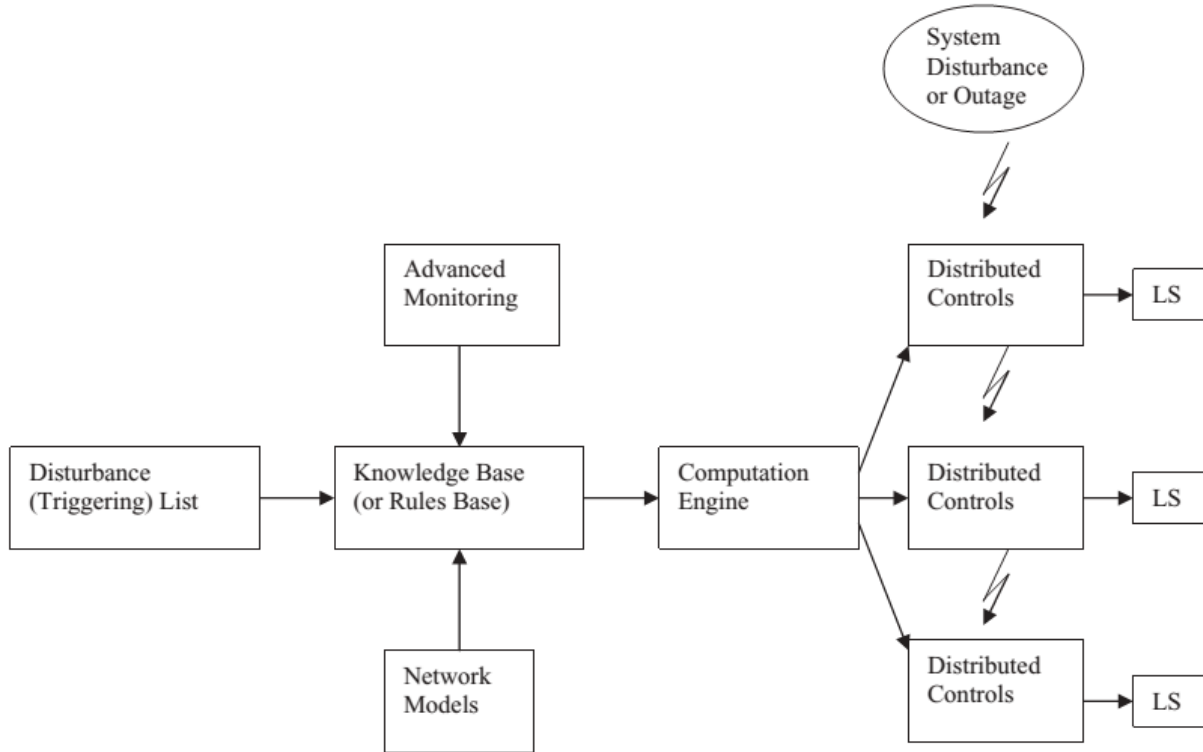 System
Disturbance
or Outage
Advanced
Monitoring
Distributed
Controls
LS
Disturbance
(Triggering) List
Knowledge Base
(or Rules Base)
Computation
Engine
Distributed
Controls
LS
Network
Models
Distributed
Controls
LS